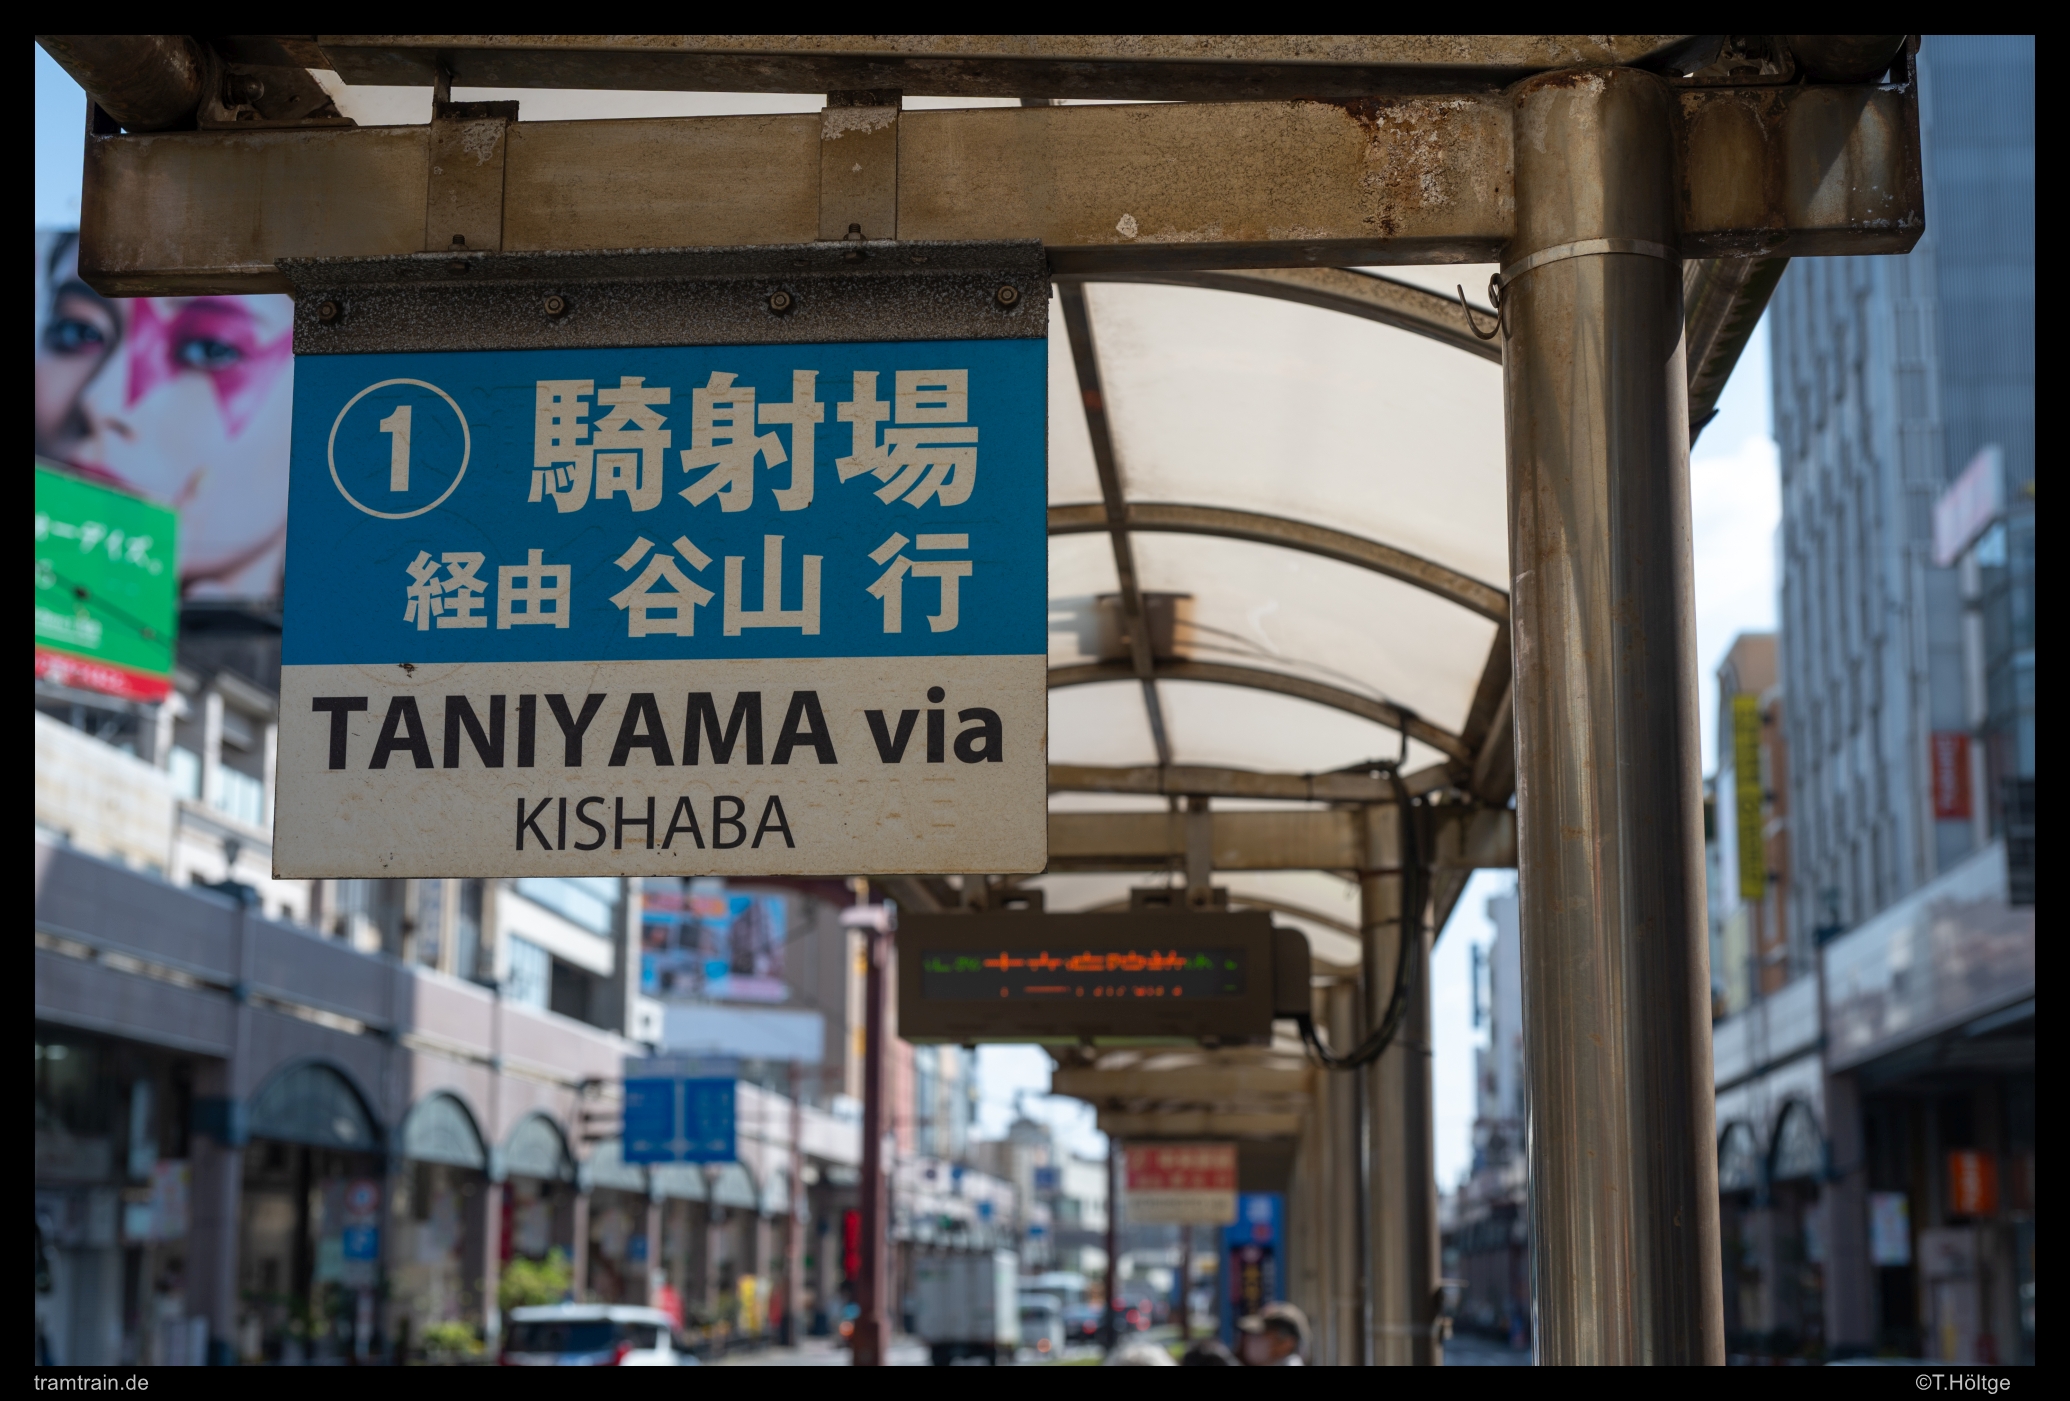 ① 騎射場
経由 谷山 行
TANIYAMA via
KISHABA
tramtrain.de
©T.Höltge